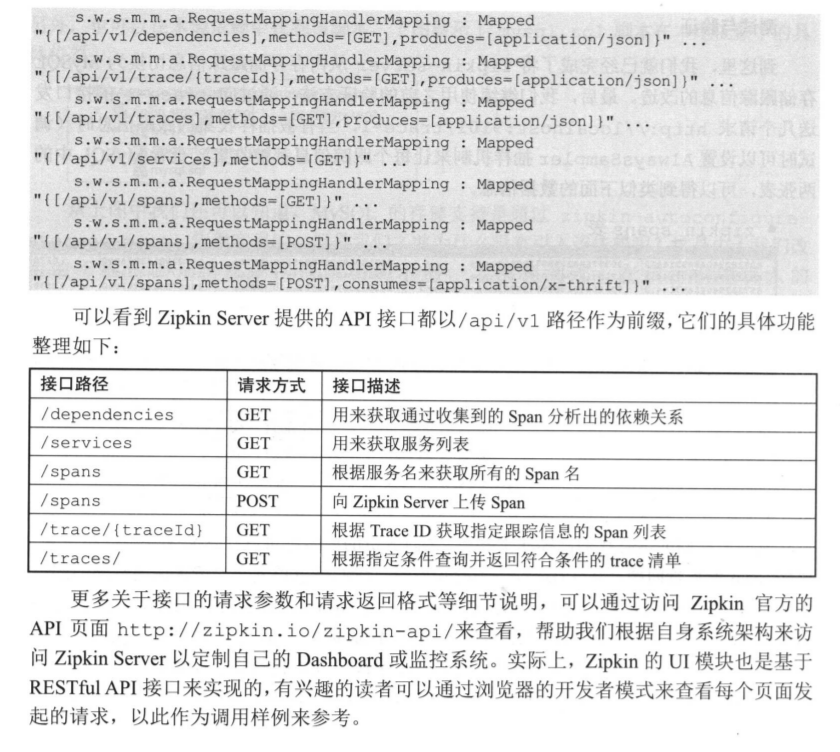 s.w.s.m.m.a.RequestMappingHandlerMapping : Mapped
"{[/api/v1/dependencies],methods=[GET],produces=[application/json]}" ...
s.w.s.m.m.a.RequestMappingHandlerMapping : Mapped
"{[/api/v1/trace/{traceId}],methods=[GET],produces=[application/json]}" ...
s.w.s.m.m.a.RequestMappingHandlerMapping : Mapped
"{[/api/v1/traces],methods=[GET],produces=[application/json]}" ...
s.w.s.m.m.a.RequestMappingHandlerMapping : Mapped
"{[/api/v1/services],methods=[GET]}" ...
s.w.s.m.m.a.RequestMappingHandlerMapping : Mapped
"{[/api/v1/spans],methods=[GET]}" ...
s.w.s.m.m.a.RequestMappingHandlerMapping : Mapped
"{[/api/v1/spans],methods=[POST]}" ...
s.w.s.m.m.a.RequestMappingHandlerMapping : Mapped
"{[/api/v1/spans],methods=[POST],consumes=[application/x-thrift]}" ...
可以看到 Zipkin Server 提供的 API 接口都以/api/v1 路径作为前缀，它们的具体功能
整理如下：
接口路径 请求方式 接口描述
/dependencies GET 用来获取通过收集到的 Span 分析出的依赖关系
/services GET 用来获取服务列表
/spans GET 根据服务名来获取所有的 Span 名
/spans POST 向 Zipkin Server 上传 Span
/trace/{traceId} GET 根据 Trace ID 获取指定跟踪信息的 Span 列表
/traces/ GET 根据指定条件查询并返回符合条件的 trace 清单
更多关于接口的请求参数和请求返回格式等细节说明，可以通过访问 Zipkin 官方的
API 页面 http://zipkin.io/zipkin-api/来查看，帮助我们根据自身系统架构来访
问 Zipkin Server 以定制自己的 Dashboard 或监控系统。实际上，Zipkin 的 UI 模块也是基于
RESTful API 接口来实现的，有兴趣的读者可以通过浏览器的开发者模式来查看每个页面发
起的请求，以此作为调用样例来参考。